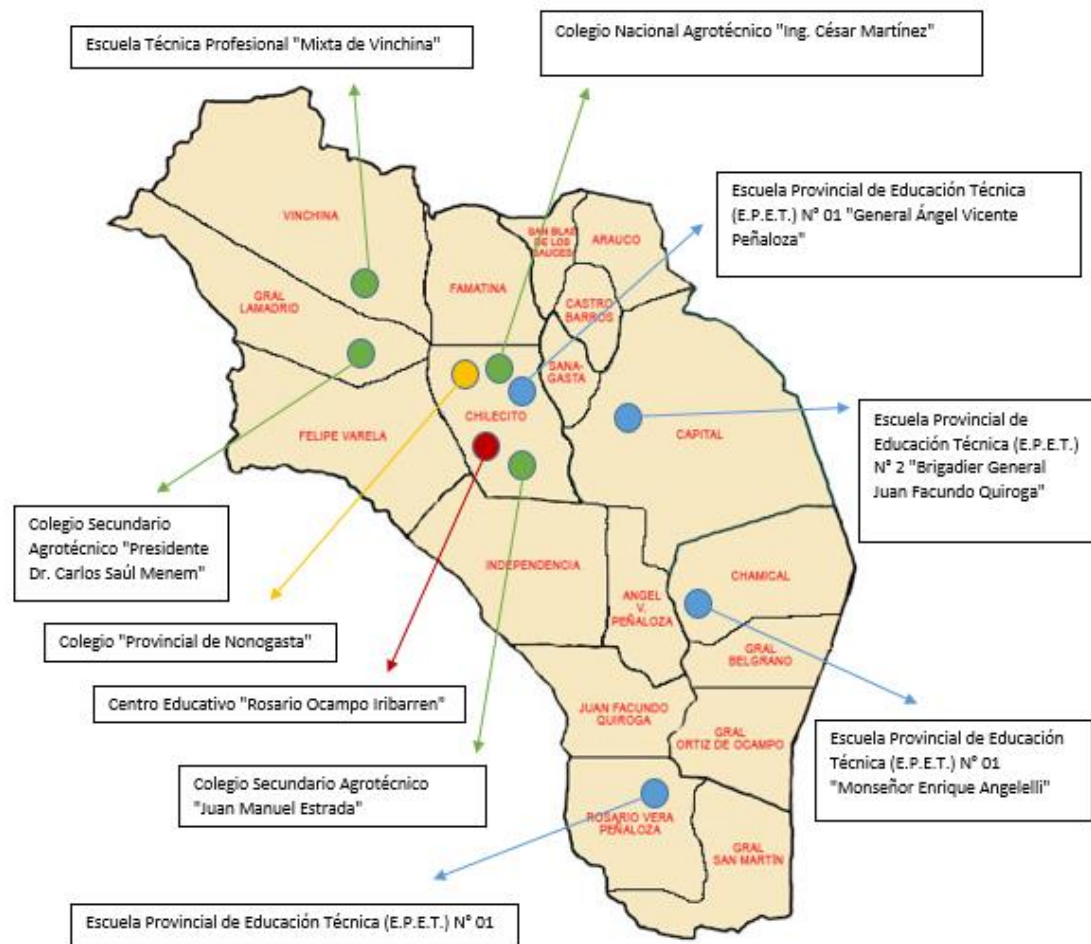 Escuela Técnica Profesional "Mixta de Vinchina"
Colegio Nacional Agrotécnico "Ing. César Martínez"
Escuela Provincial de Educación Técnica
(E.P.E.T.) N° 01 "General Ángel Vicente
Peñaloza"
VINCHINA
SAN BLAS
DE LOS
SAUCES
ARAUCO
FAMATINA
GRAL
LAMADRID
CASTRO
BARROS
SANA-
GASTA
CHILECITO
FELIPE VARELA
CAPITAL
Escuela Provincial de
Educación Técnica (E.P.E.T.)
N° 2 "Brigadier General
Juan Facundo Quiroga"
Colegio Secundario
Agrotécnico "Presidente
Dr. Carlos Saúl Menem"
INDEPENDENCIA
CHAMICAL
ANGEL
V.
PEÑALOZA
Colegio "Provincial de Nonogasta"
GRAL
BELGRANO
Centro Educativo "Rosario Ocampo Iribarren"
JUAN FACUNDO
QUIROGA
GRAL
ORTIZ DE OCAMPO
Escuela Provincial de Educación
Técnica (E.P.E.T.) N° 01
"Monseñor Enrique Angelelli"
Colegio Secundario Agrotécnico
"Juan Manuel Estrada"
ROSARIO VERA
PEÑALOZA
GRAL
SAN MARTÍN
Escuela Provincial de Educación Técnica (E.P.E.T.) N° 01